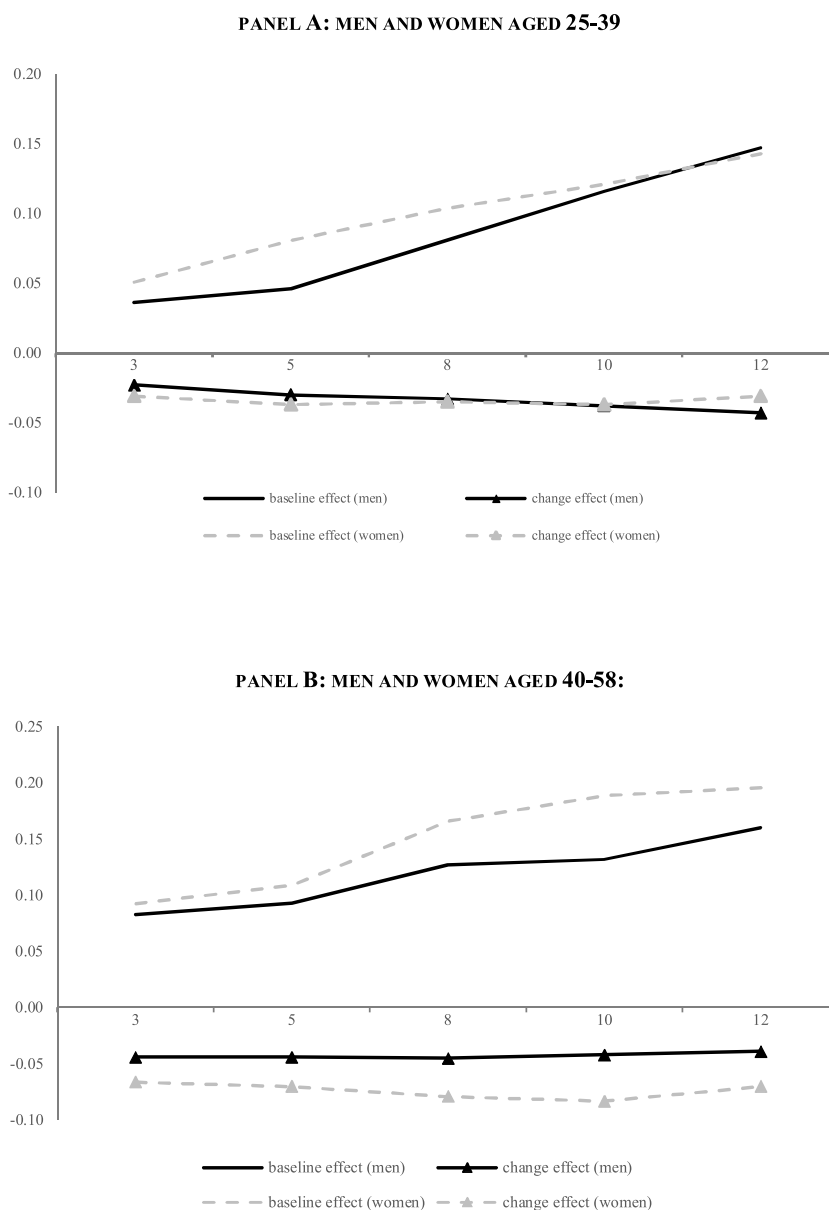 PANEL A: MEN AND WOMEN AGED 25-39
0.20
0.15
0.10
0.05
0.00
3 5 8 10 12
-0.05
-0.10
baseline effect (men) change effect (men)
baseline effect (women) change effect (women)
PANEL B: MEN AND WOMEN AGED 40-58:
0.25
0.20
0.15
0.10
0.05
0.00
3 5 8 10 12
-0.05
-0.10
baseline effect (men) change effect (men)
baseline effect (women) change effect (women)